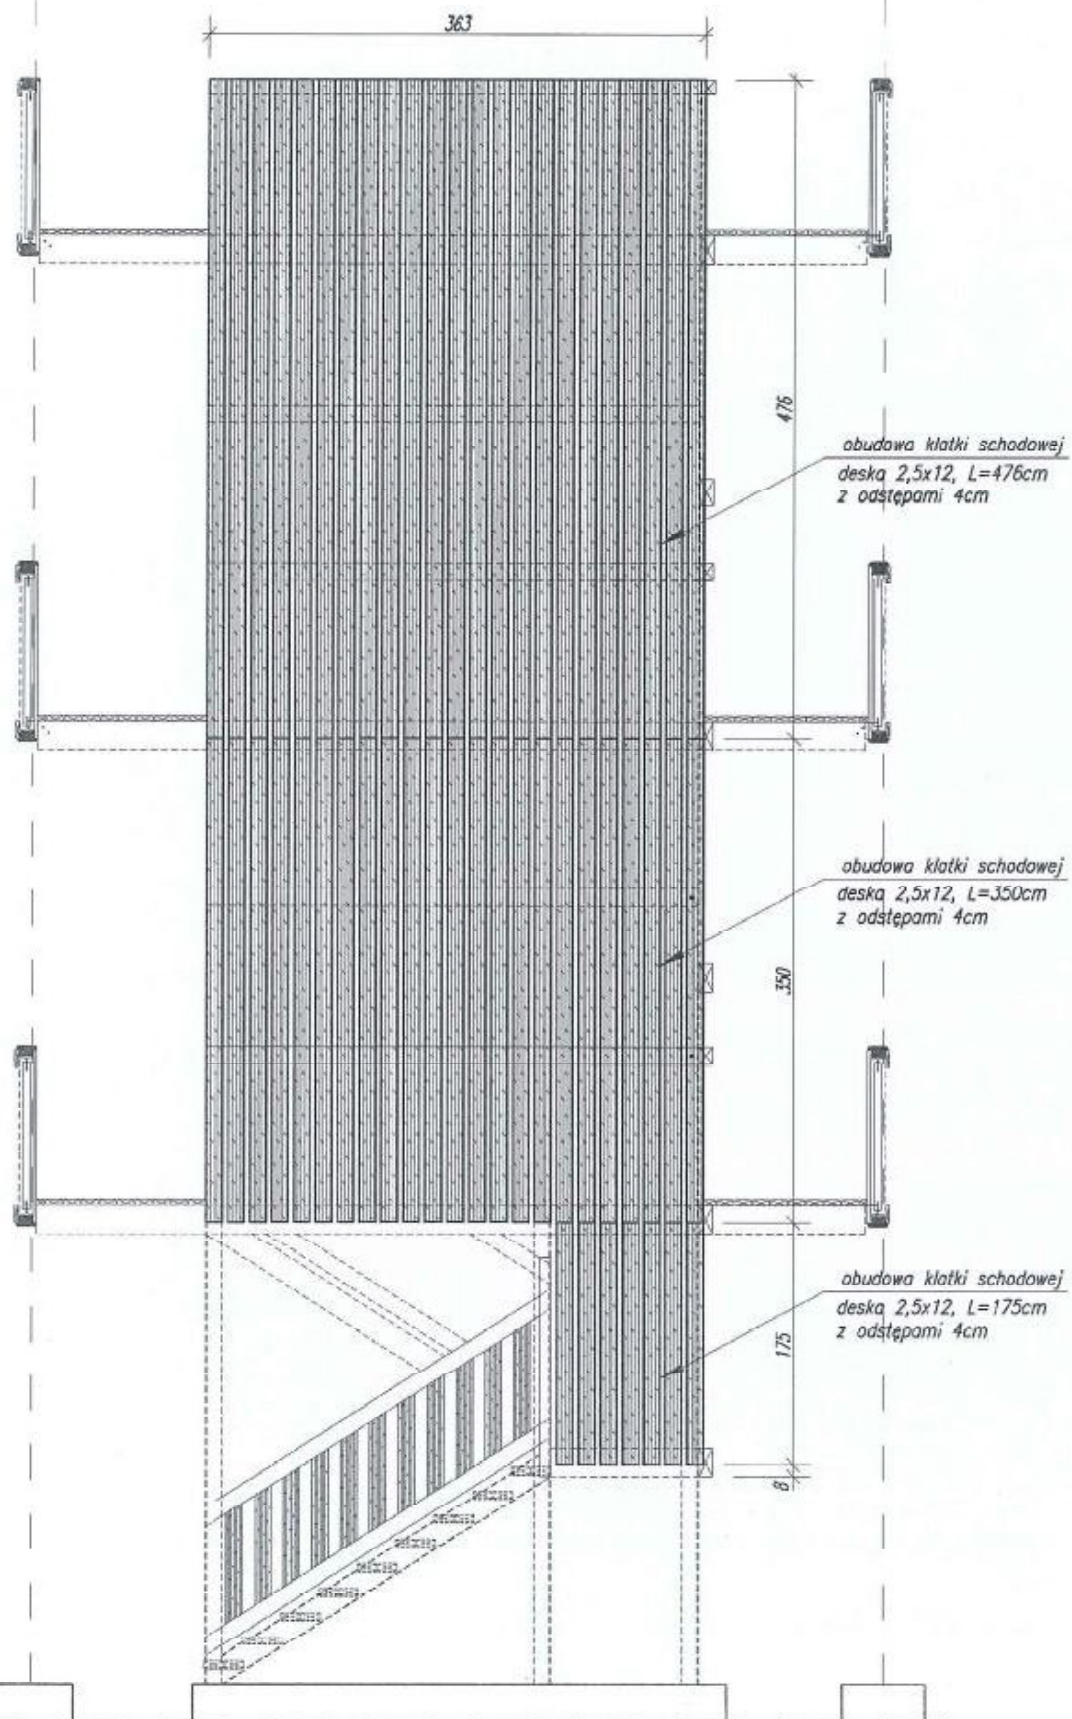 363
476
obudowa klatki schodowej
deska 2,5x12, L=476cm
z odstępami 4cm
obudowa klatki schodowej
deska 2,5x12, L=350cm
z odstępami 4cm
350
obudowa klatki schodowej
deska 2,5x12, L=175cm
z odstępami 4cm
175
8